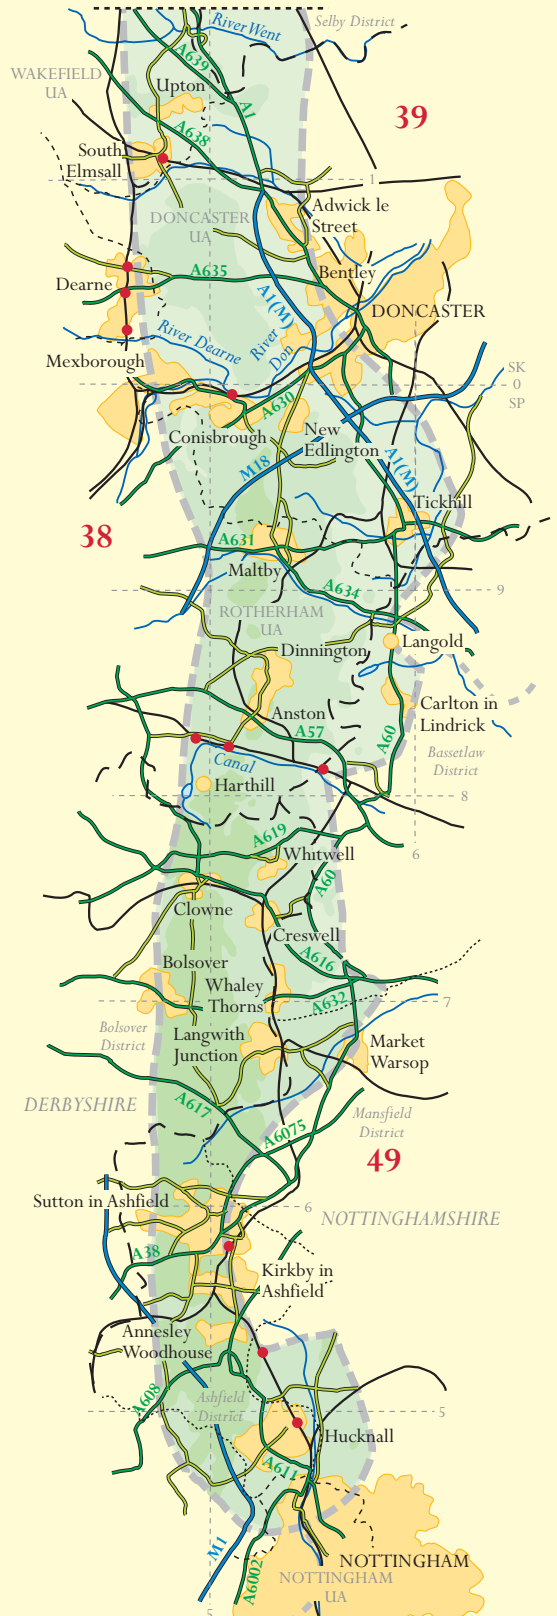 River Went
Selby District
A639
WAKEFIELD
UA
Upton
A1
39
A638
South
Elmsall
1
Adwick le
Street
DONCASTER
UA
Bentley
A635
Dearne
A1(M)
DONCASTER
River Dearne
River
Don
Mexborough
SK
0
SP
A630
New
Edlington
Conisbrough
A1(M)
M18
Tickhill
38
A631
Maltby
A634
9
ROTHERHAM
UA
Langold
Dinnington
Carlton in
Lindrick
Anston
A57
A60
Canal
Bassetlaw
District
Harthill
8
A619
Whitwell
6
A60
Clowne
Creswell
A616
Bolsover
Whaley
Thorns
A632
7
Bolsover
District
Langwith
Junction
Market
Warsop
A617
DERBYSHIRE
Mansfield
District
A6075
49
Sutton in Ashfield
6
NOTTINGHAMSHIRE
A38
Kirkby in
Ashfield
Annesley
Woodhouse
A608
Ashfield
District
5
Hucknall
A611
M1
NOTTINGHAM
A6002
NOTTINGHAM
UA
5